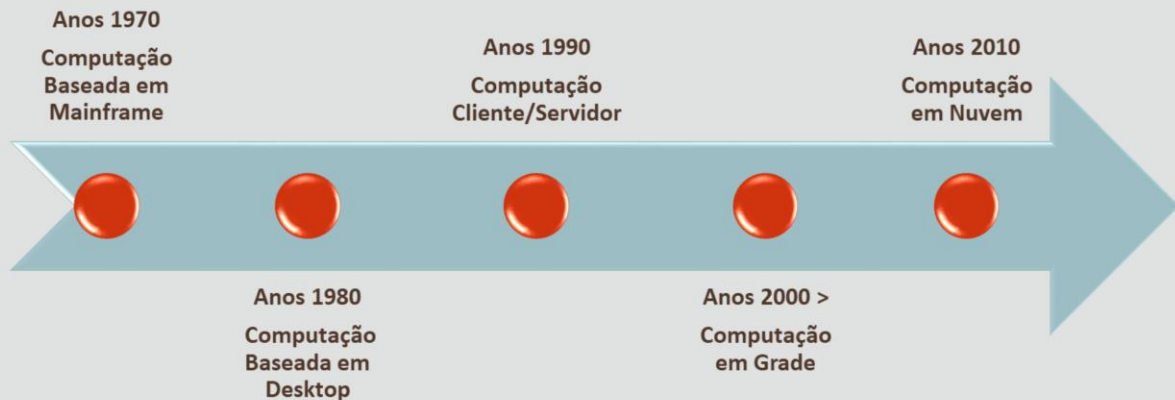 Anos 1970
Computação
Baseada em
Mainframe
Anos 1980
Computação
Baseada em
Desktop
Anos 1990
Computação
Cliente/Servidor
Anos 2000 >
Computação
em Grade
Anos 2010
Computação
em Nuvem